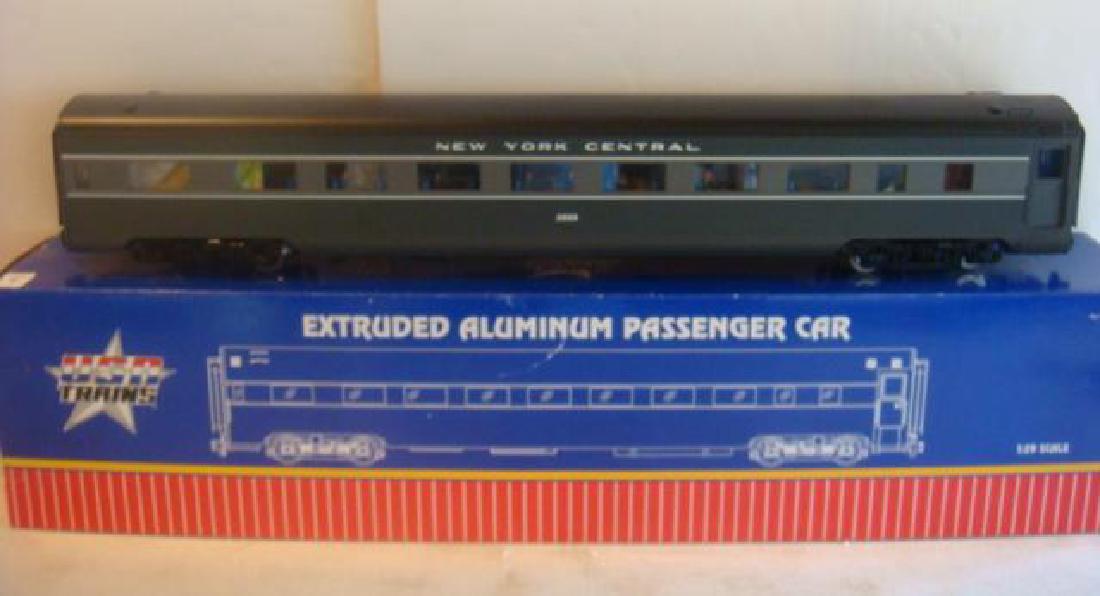 NEW YORK CENTRAL
EXTRUDED ALUMINUM PASSENGER CAR
USA
TRAINS
1:29 SCALE